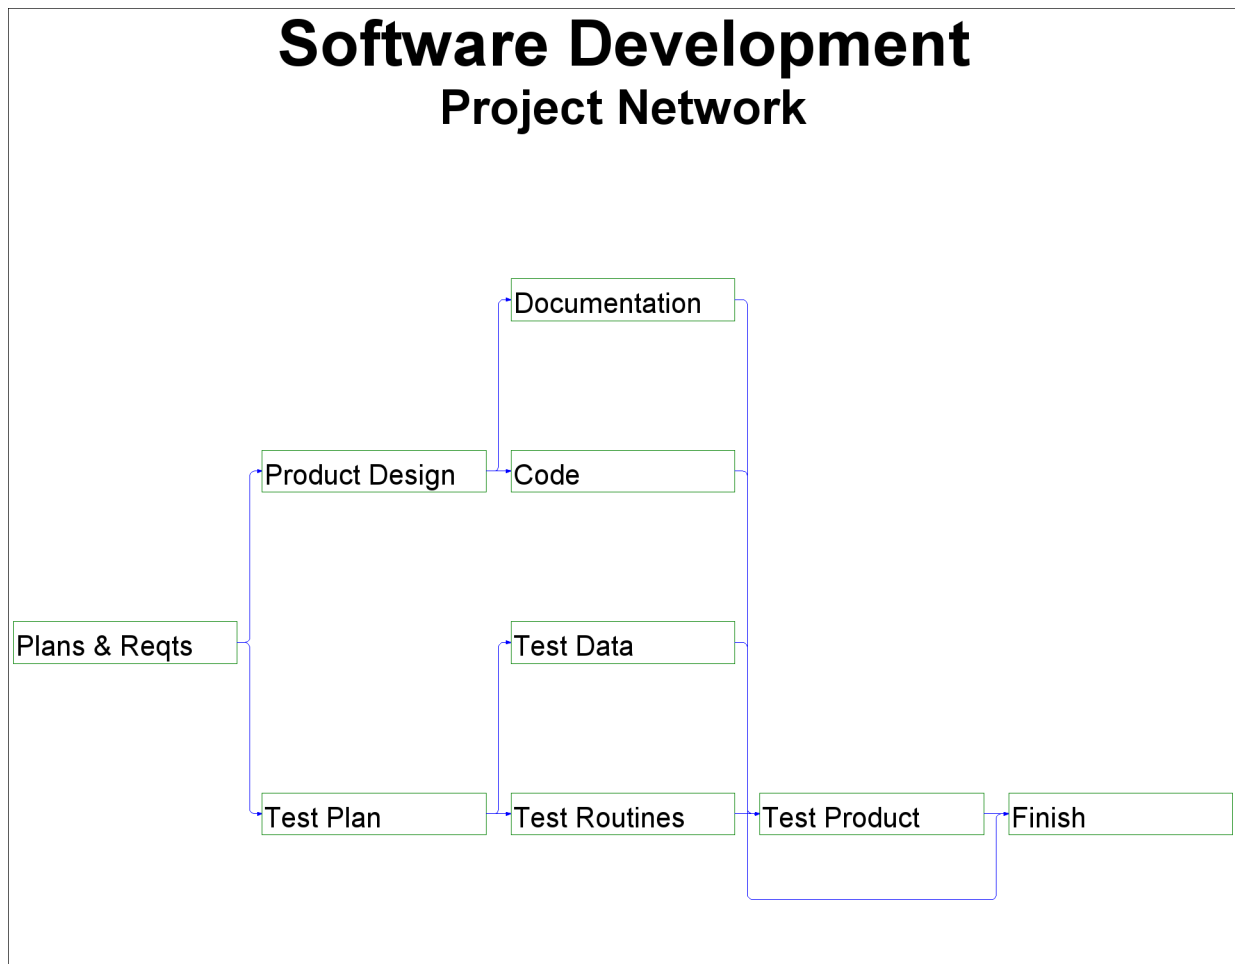 Software Development
Project Network
Documentation
Product Design
Code
Plans & Reqts
Test Data
Test Plan
Test Routines
Test Product
Finish